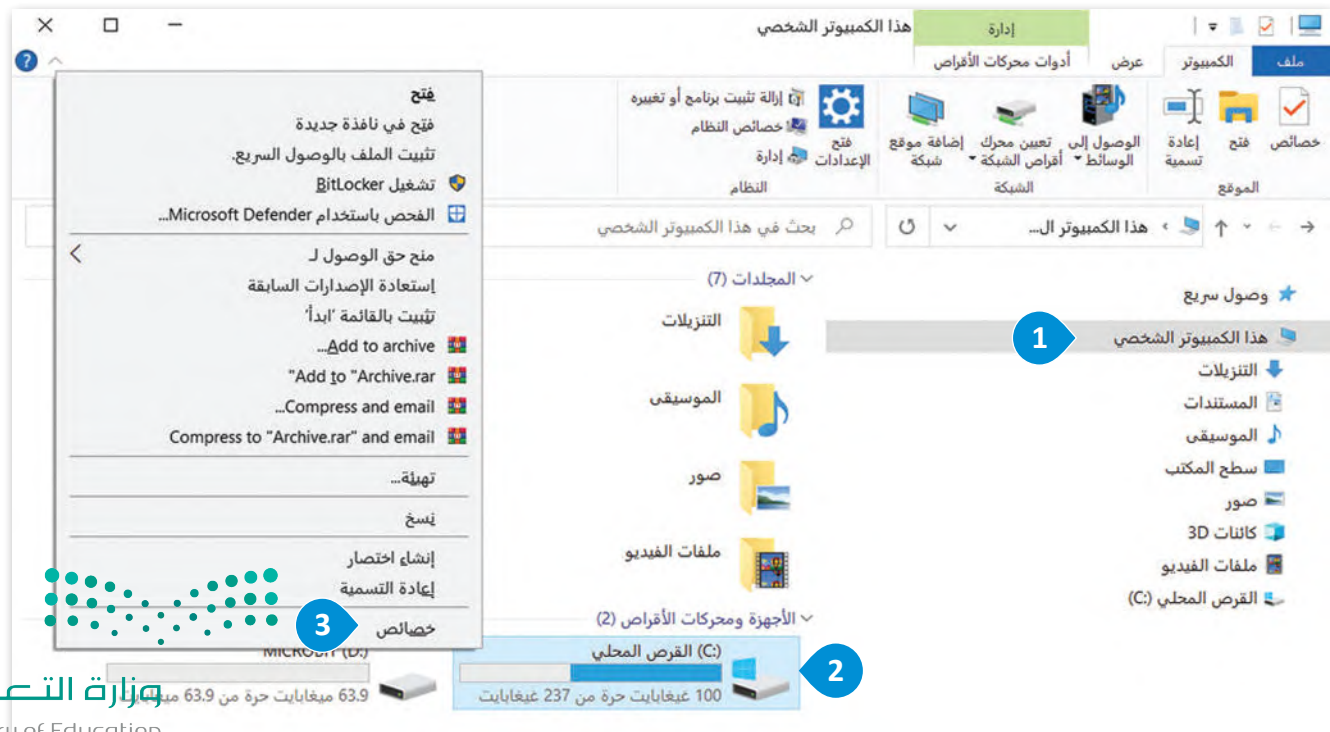 هذا الكمبيوتر الشخصي
إدارة
ملف
الكمبيوتر
عرض
أدوات محركات الأقراص
خصائص
فتح
إعادة تسمية
الموقع
الوصول إلى الوسائط
تعيين محرك أقراص الشبكة
إضافة موقع شبكة
الشبكة
فتح الإعدادات
إزالة تثبيت برنامج أو تغييره
خصائص النظام
إدارة
النظام
هذا الكمبيوتر ال...
بحث في هذا الكمبيوتر الشخصي
وصول سريع
هذا الكمبيوتر الشخصي
1
التنزيلات
المستندات
الموسيقى
سطح المكتب
صور
كائنات 3D
ملفات الفيديو
القرص المحلي (C:)
المجلدات (7)
التنزيلات
الموسيقى
صور
ملفات الفيديو
الأجهزة ومحركات الأقراص (2)
(C:) القرص المحلي
100 غيغابايت حرة من 237 غيغابايت
2
MICROBIT (D:)
63.9 ميغابايت حرة من 63.9 ميغابايت
فتح
فتح في نافذة جديدة
تثبيت الملف بالوصول السريع.
تشغيل BitLocker
الفحص باستخدام Microsoft Defender...
منح حق الوصول لـ
إستعادة الإصدارات السابقة
تثبيت بالقائمة 'ابدأ'
Add to archive...
Add to "Archive.rar"
Compress and email...
Compress to "Archive.rar" and email
تهيئة...
نسخ
إنشاء اختصار
إعادة التسمية
خصائص
3
وزارة التـ
of Education